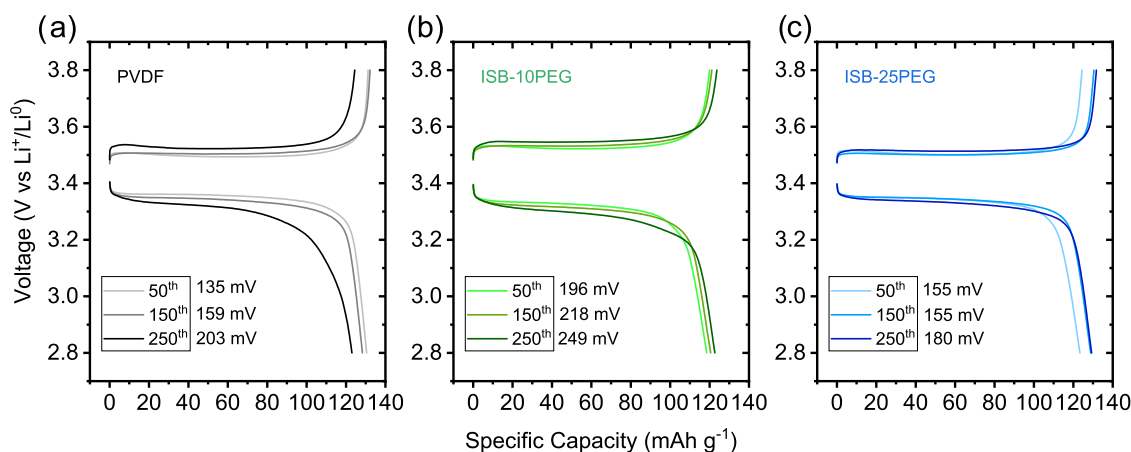 (a)
PVDF
50th 135 mV
150th 159 mV
250th 203 mV
3.8
3.6
3.4
3.2
3.0
2.8
0 20 40 60 80 100 120 140
Voltage (V vs Li+/Li0)
(b)
ISB-10PEG
50th 196 mV
150th 218 mV
250th 249 mV
0 20 40 60 80 100 120 140
Specific Capacity (mAh g-1)
(c)
ISB-25PEG
50th 155 mV
150th 155 mV
250th 180 mV
0 20 40 60 80 100 120 140